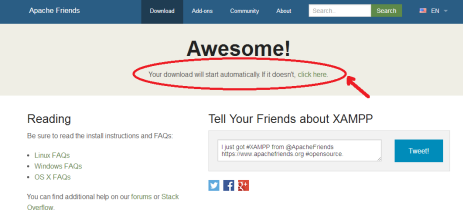 Apache Friends Download Add-ons Community About Search... Search EN
Awesome!
Your download will start automatically. If it doesn't, click here.
Reading
Be sure to read the install instructions and FAQs:
• Linux FAQs
• Windows FAQs
• OS X FAQs
You can find additional help on our forums or Stack
Overflow.
Tell Your Friends about XAMPP
I just got #XAMPP from @ApacheFriends
https://www.apachefriends.org #opensource
Tweet!